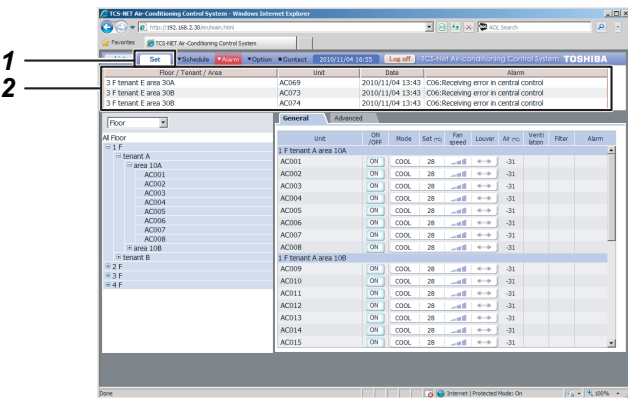 TCS-NET Air-Conditioning Control System - Windows Internet Explorer
http://192.168.2.30/en/main.html
AOL Search
Favorites TCS-NET Air-Conditioning Control System
1
Set ▼Schedule ▼Alarm ▼Option ●Contact 2010/11/04 16:55 Log off TCS-Net Air-conditioning Control System TOSHIBA
2
Floor / Tenant / Area Unit Date Alarm
3 F tenant E area 30A AC069 2010/11/04 13:43 C06:Receiving error in central control
3 F tenant E area 30B AC073 2010/11/04 13:43 C06:Receiving error in central control
3 F tenant E area 30B AC074 2010/11/04 13:43 C06:Receiving error in central control
Floor
All Floor
1 F
tenant A
area 10A
AC001
AC002
AC003
AC004
AC005
AC006
AC007
AC008
area 10B
tenant B
2 F
3 F
4 F
General Advanced
Unit ON /OFF Mode Set (°C) Fan speed Louver Air (°C) Venti lation Filter Alarm
1 F tenant A area 10A
AC001 ON COOL 28 -31
AC002 ON COOL 28 -31
AC003 ON COOL 28 -31
AC004 ON COOL 28 -31
AC005 ON COOL 28 -31
AC006 ON COOL 28 -31
AC007 ON COOL 28 -31
AC008 ON COOL 28 -31
1 F tenant A area 10B
AC009 ON COOL 28 -31
AC010 ON COOL 28 -31
AC011 ON COOL 28 -31
AC012 ON COOL 28 -31
AC013 ON COOL 28 -31
AC014 ON COOL 28 -31
AC015 ON COOL 28 -31
Done Internet | Protected Mode: On 100%